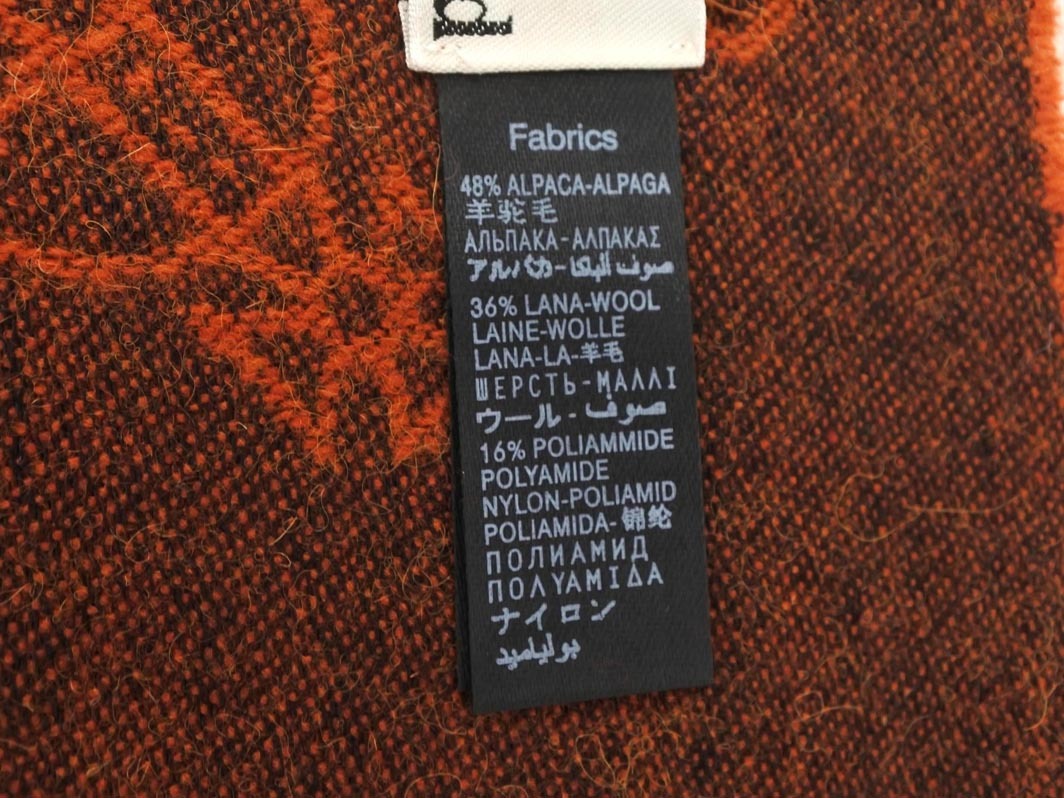 Fabrics
48% ALPACA-ALPAGA
羊驼毛
АЛЬПАКА-ΑΛΠΑΚΑΣ
アルパカ-صوف ألبكا
36% LANA-WOOL
LAINE-WOLLE
LANA-LA-羊毛
ШЕРСТЬ-ΜΑΛΛΙ
ウール-صوف
16% POLIAMMIDE
POLYAMIDE
NYLON-POLIAMID
POLIAMIDA-锦纶
ПОЛИАМИД
ΠΟΛΥΑΜΙΔΑ
ナイロン
بولياميد